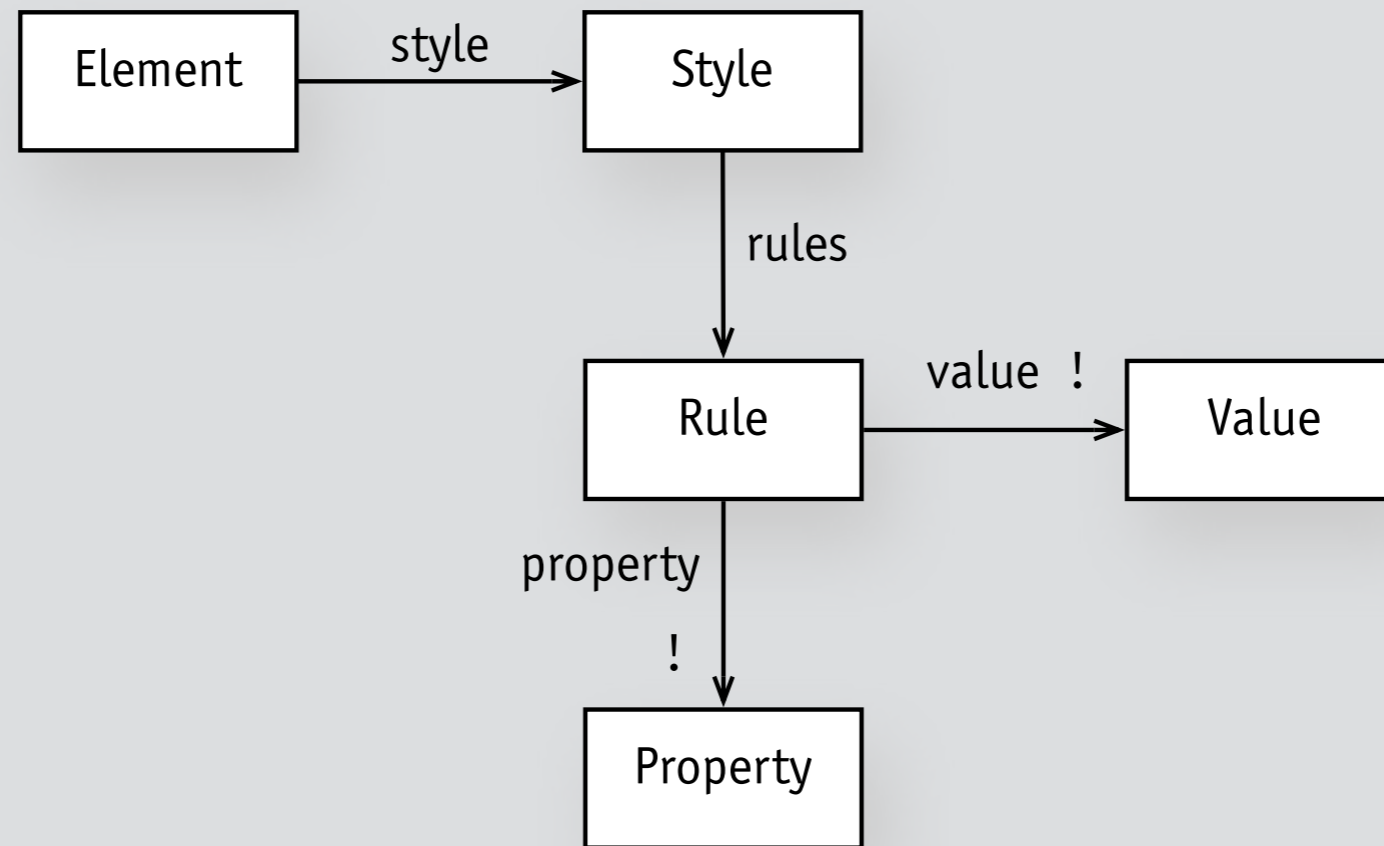 Element
style
Style
rules
Rule
value !
Value
property
!
Property